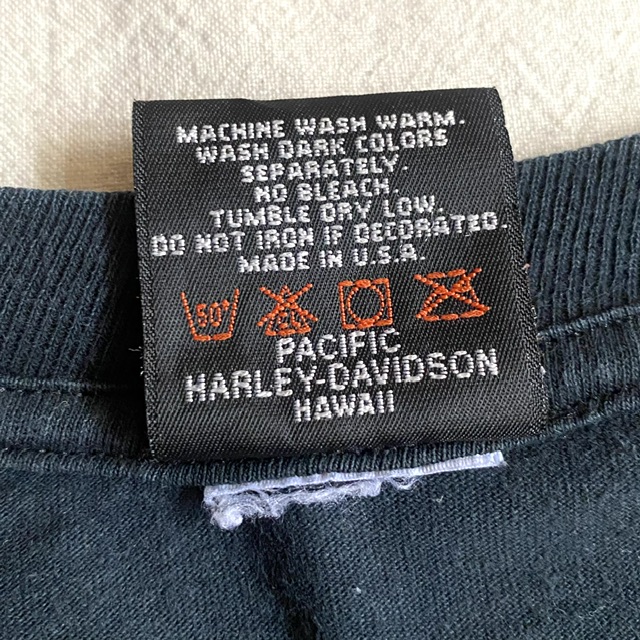 MACHINE WASH WARM.
WASH DARK COLORS
SEPARATELY.
NO BLEACH.
TUMBLE DRY LOW.
DO NOT IRON IF DECORATED.
MADE IN U.S.A.
50° CL
PACIFIC
HARLEY-DAVIDSON
HAWAII